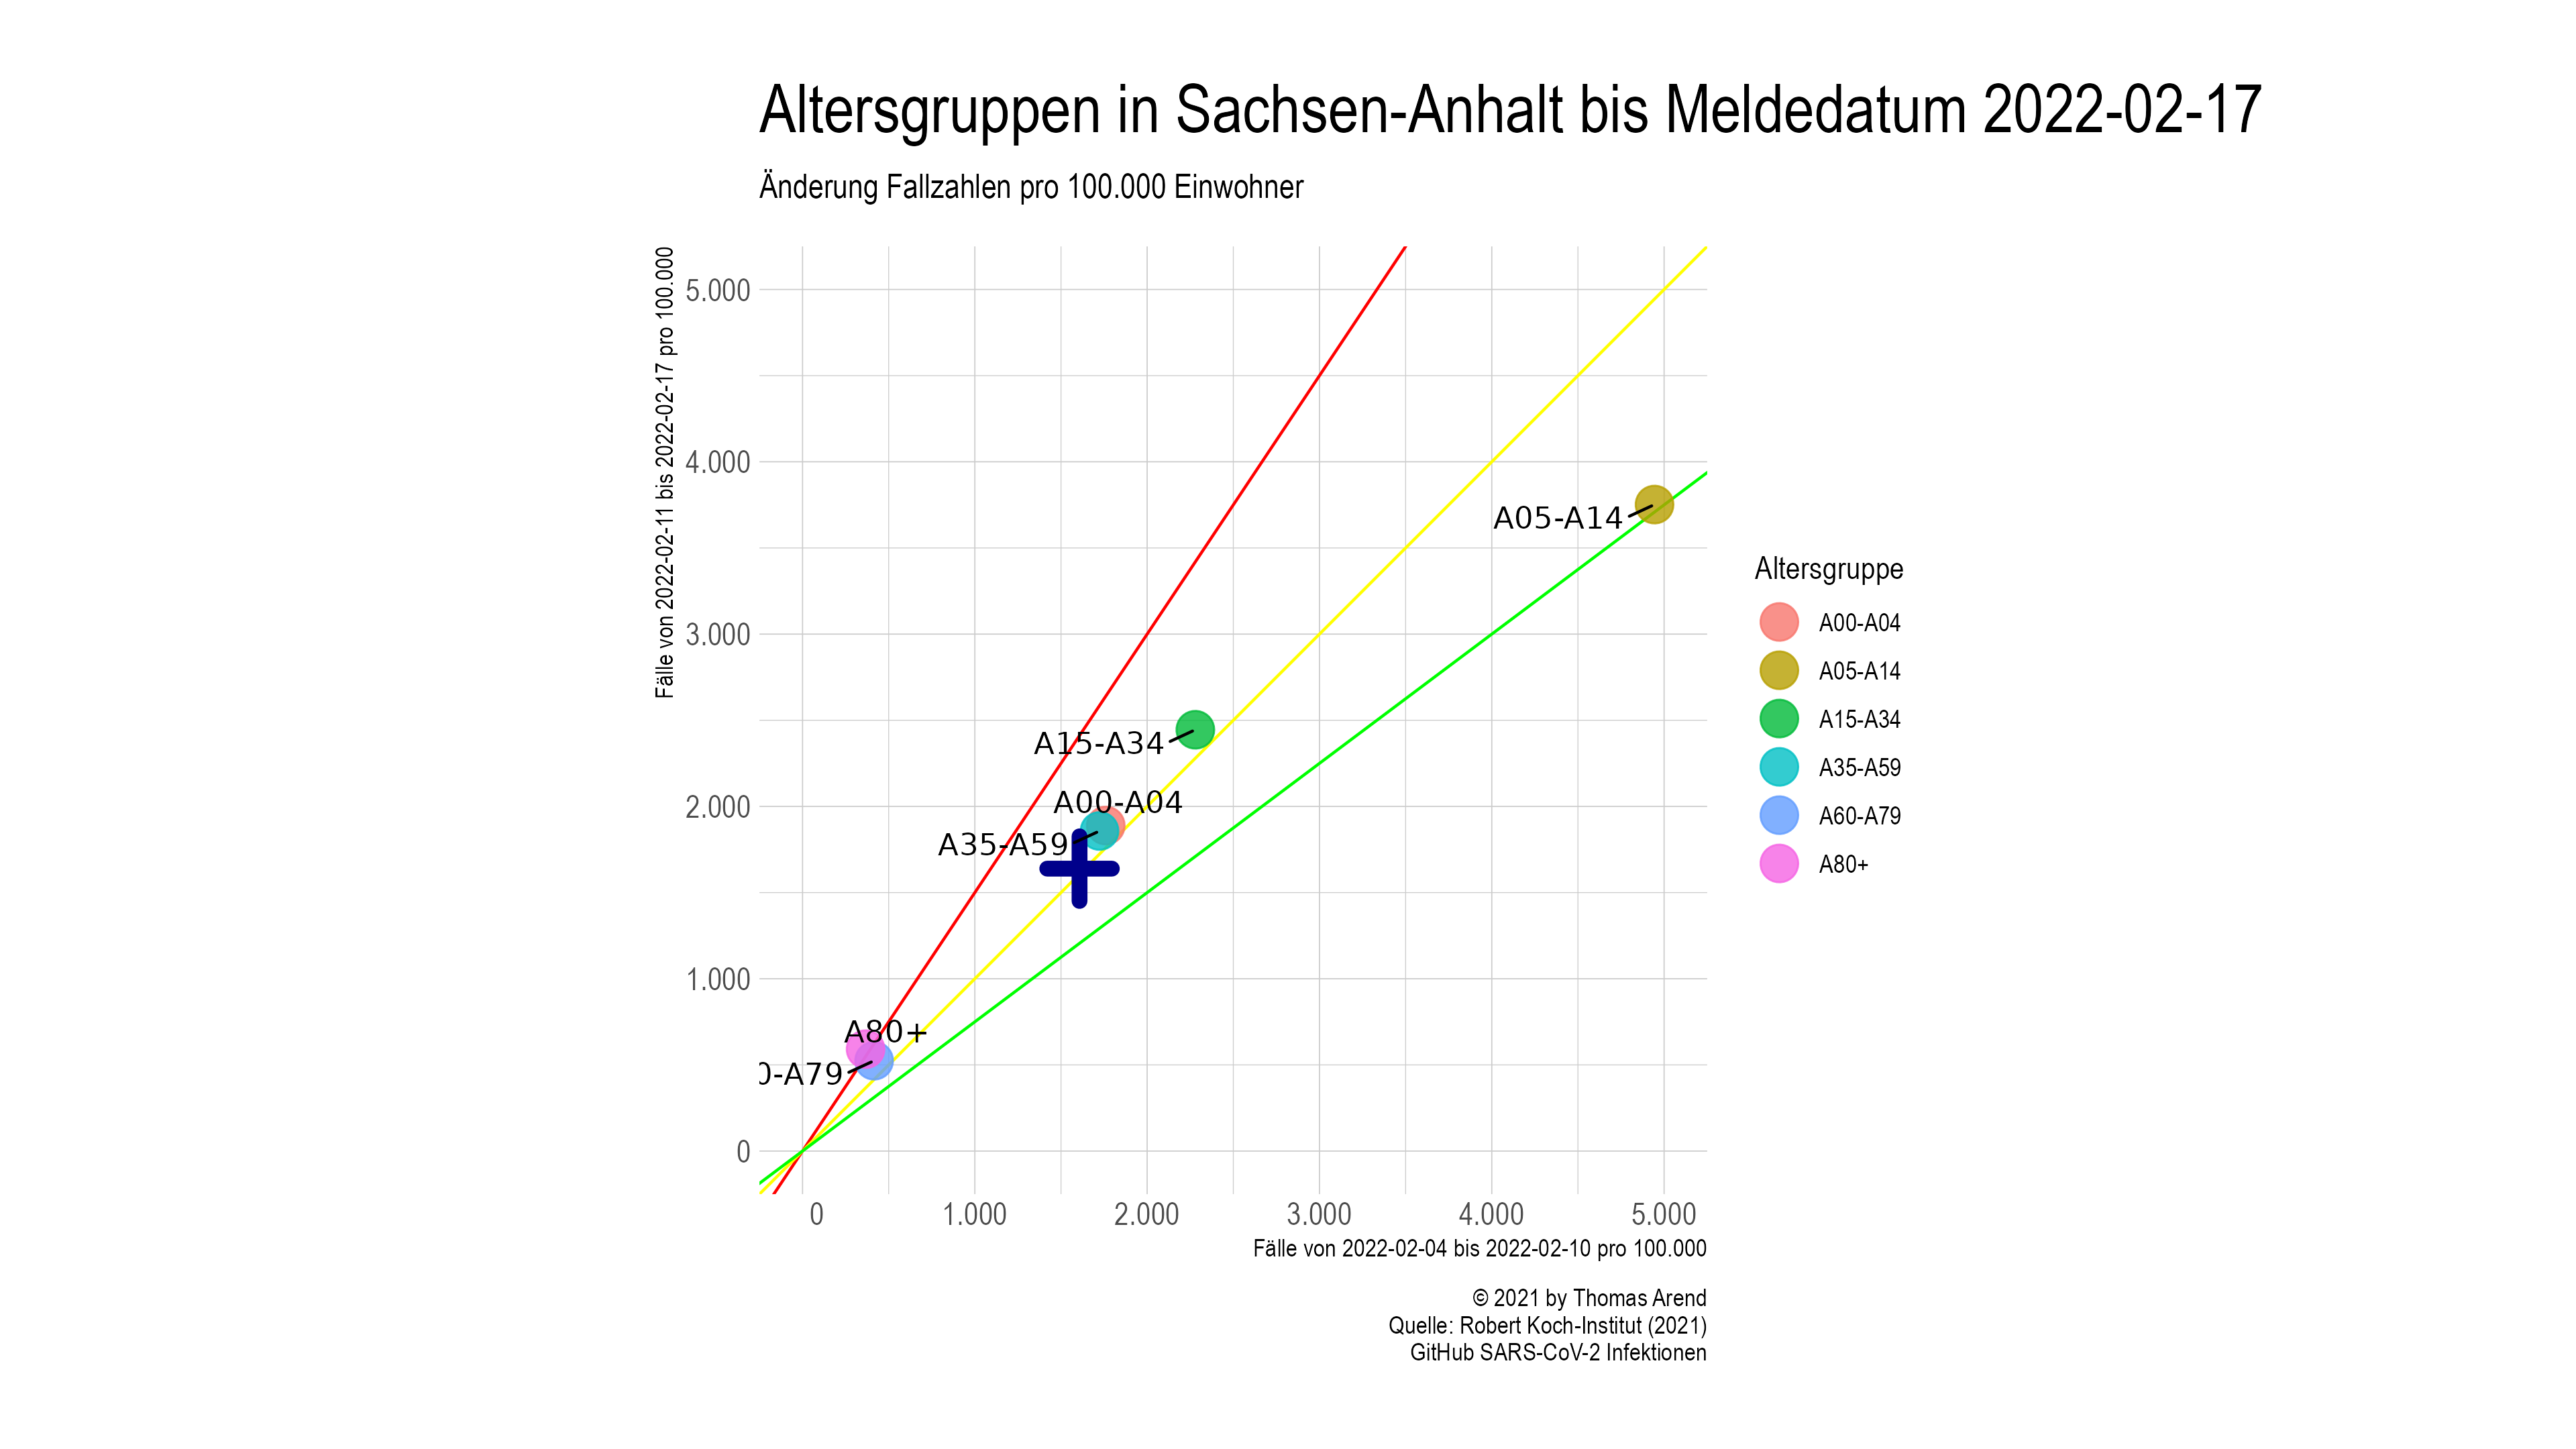 Altersgruppen in Sachsen-Anhalt bis Meldedatum 2022-02-17
Änderung Fallzahlen pro 100.000 Einwohner
Fälle von 2022-02-11 bis 2022-02-17 pro 100.000
5.000
4.000
3.000
2.000
1.000
0
A05-A14
A15-A34
A00-A04
A35-A59
A80+
0-A79
0
1.000
2.000
3.000
4.000
5.000
Fälle von 2022-02-04 bis 2022-02-10 pro 100.000
Altersgruppe
A00-A04
A05-A14
A15-A34
A35-A59
A60-A79
A80+
© 2021 by Thomas Arend
Quelle: Robert Koch-Institut (2021)
GitHub SARS-CoV-2 Infektionen